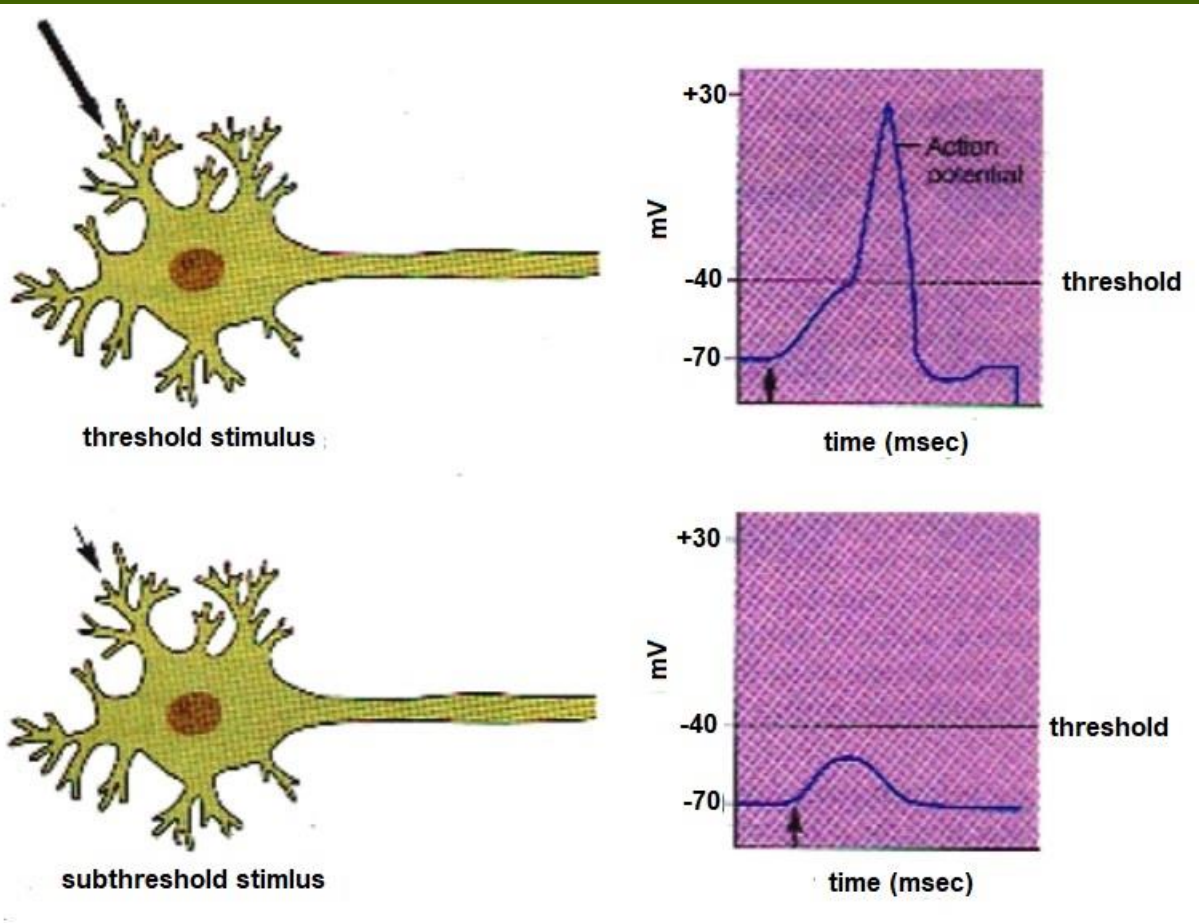 +30
Action
potential
mV
-40
threshold
-70
threshold stimulus
time (msec)
+30
mV
-40
threshold
-70
subthreshold stimlus
time (msec)